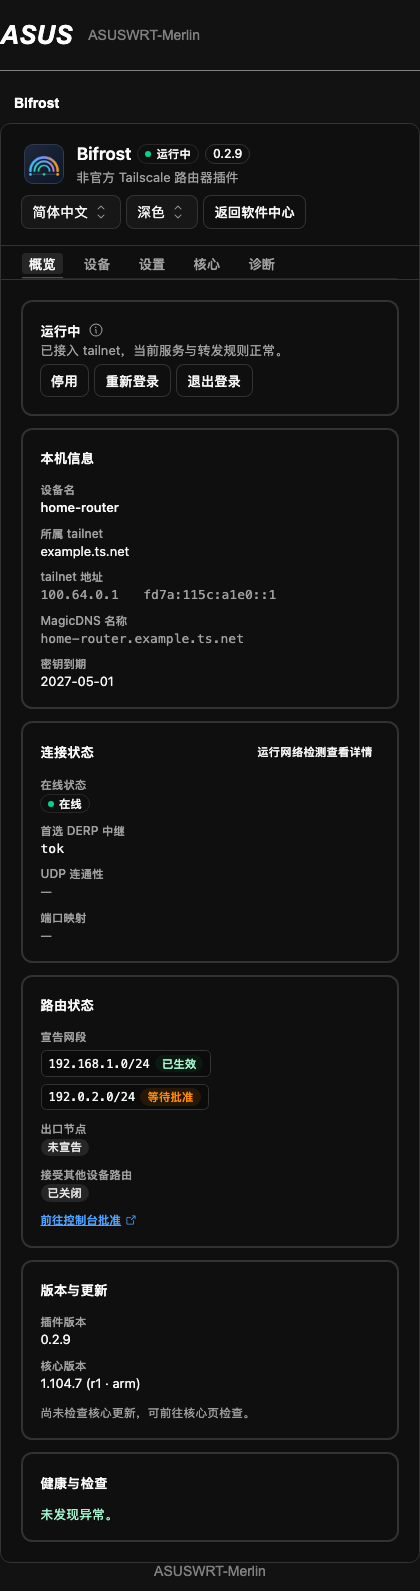 ASUS ASUSWRT-Merlin
Bifrost
Bifrost 运行中 0.2.9
非官方 Tailscale 路由器插件
简体中文 深色 返回软件中心
概览 设备 设置 核心 诊断
运行中
已接入 tailnet，当前服务与转发规则正常。
停用 重新登录 退出登录
本机信息
设备名
home-router
所属 tailnet
example.ts.net
tailnet 地址
100.64.0.1 fd7a:115c:a1e0::1
MagicDNS 名称
home-router.example.ts.net
密钥到期
2027-05-01
连接状态 运行网络检测查看详情
在线状态
在线
首选 DERP 中继
tok
UDP 连通性
—
端口映射
—
路由状态
宣告网段
192.168.1.0/24 已生效
192.0.2.0/24 等待批准
出口节点
未宣告
接受其他设备路由
已关闭
前往控制台批准
版本与更新
插件版本
0.2.9
核心版本
1.104.7 (r1 · arm)
尚未检查核心更新，可前往核心页检查。
健康与检查
未发现异常。
ASUSWRT-Merlin